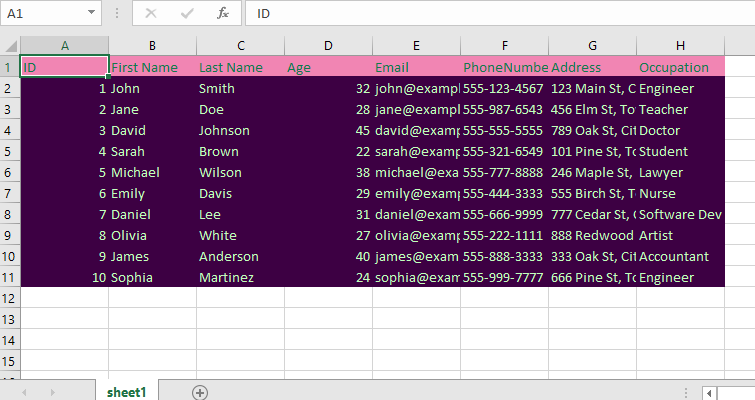 A1 fx ID
A B C D E F G H
1 ID First Name Last Name Age Email PhoneNumbe Address Occupation
2 1 John Smith 32 john@exampl 555-123-4567 123 Main St, C Engineer
3 2 Jane Doe 28 jane@exampl 555-987-6543 456 Elm St, To Teacher
4 3 David Johnson 45 david@exam 555-555-5555 789 Oak St, Cit Doctor
5 4 Sarah Brown 22 sarah@exam 555-321-6549 101 Pine St, To Student
6 5 Michael Wilson 38 michael@exa 555-777-8888 246 Maple St, Lawyer
7 6 Emily Davis 29 emily@exam 555-444-3333 555 Birch St, T Nurse
8 7 Daniel Lee 31 daniel@exam 555-666-9999 777 Cedar St, Software Dev
9 8 Olivia White 27 olivia@exam 555-222-1111 888 Redwood Artist
10 9 James Anderson 40 james@exam 555-888-3333 333 Oak St, Cit Accountant
11 10 Sophia Martinez 24 sophia@exam 555-999-7777 666 Pine St, To Engineer
12
13
14
15
sheet1